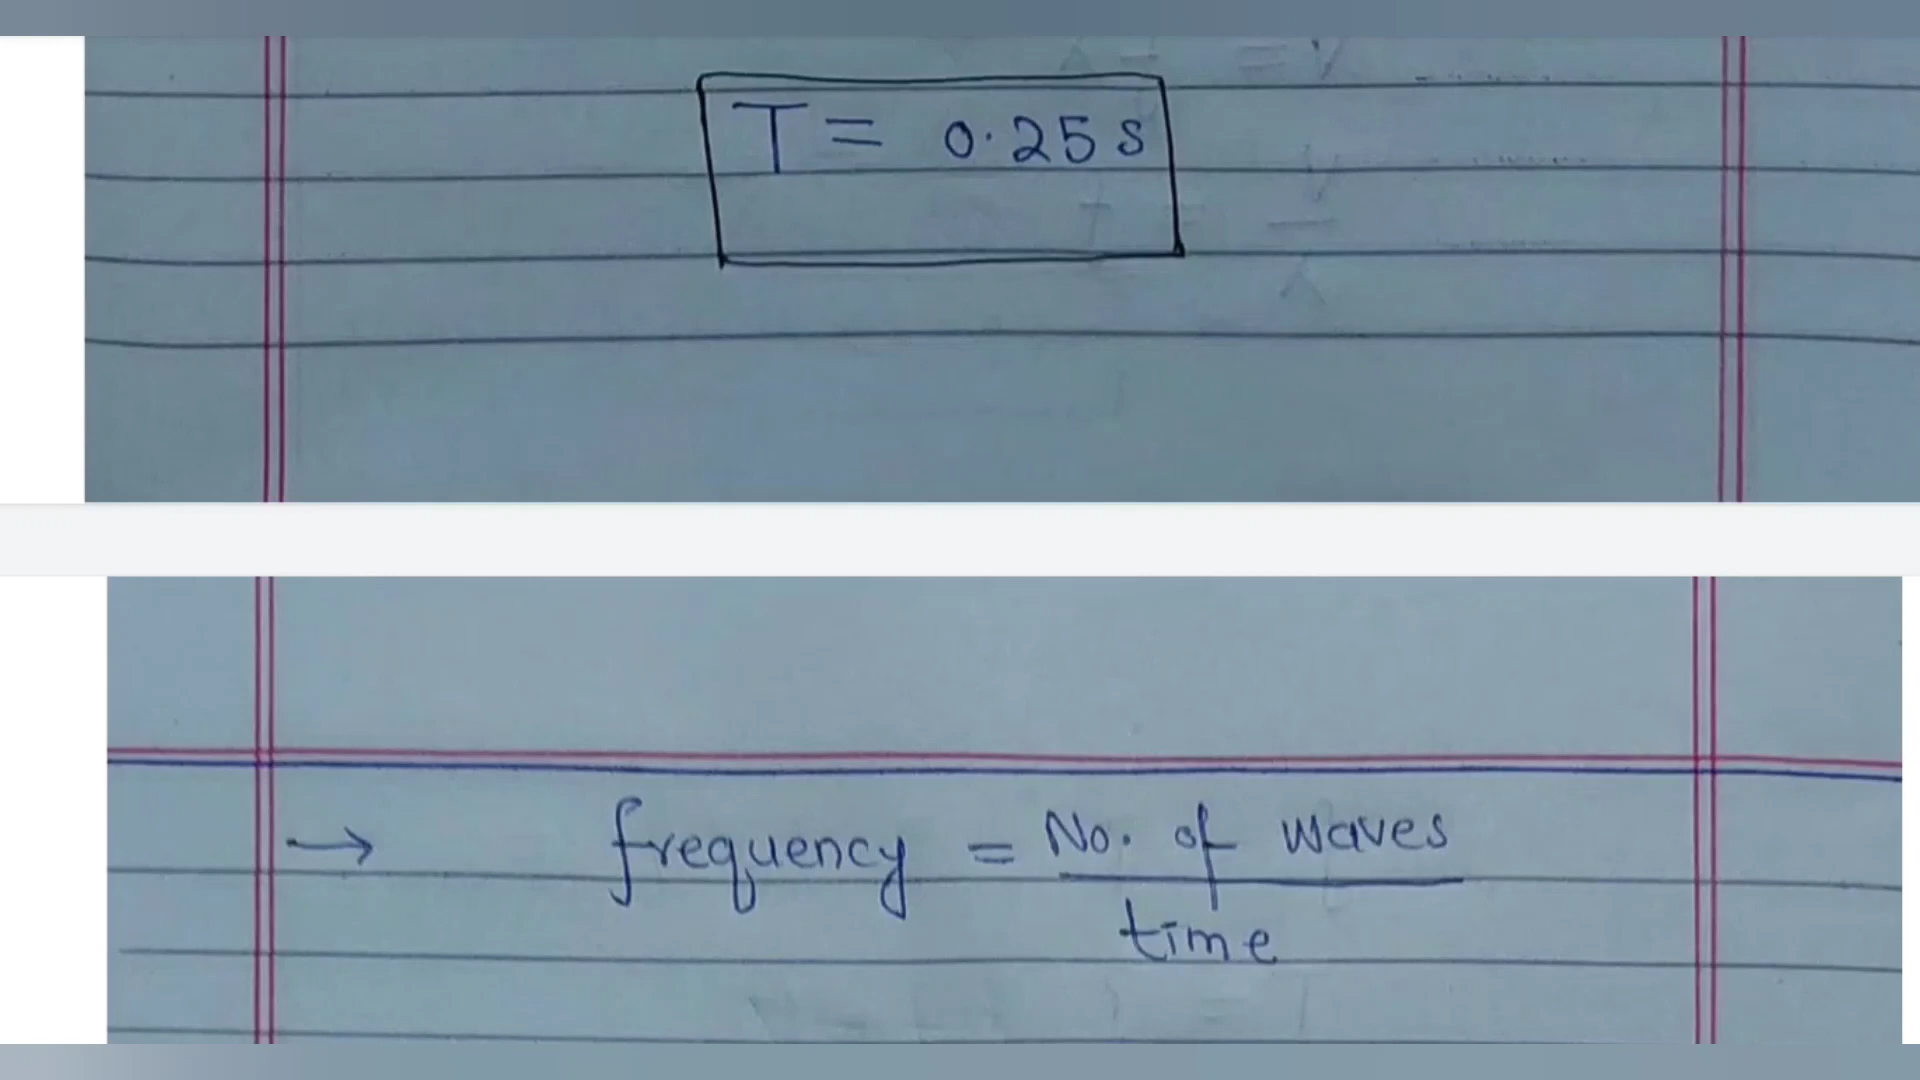 T = 0.25 s
→ frequency = No. of waves
time